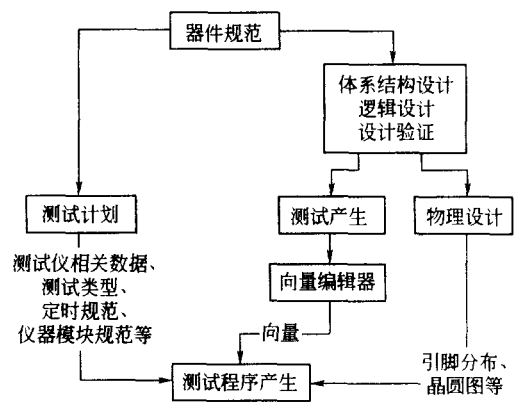 器件规范
体系结构设计
逻辑设计
设计验证
测试计划
测试产生
物理设计
测试仪相关数据、
测试类型、
定时规范、
仪器模块规范等
向量编辑器
向量
引脚分布、
晶圆图等
测试程序产生